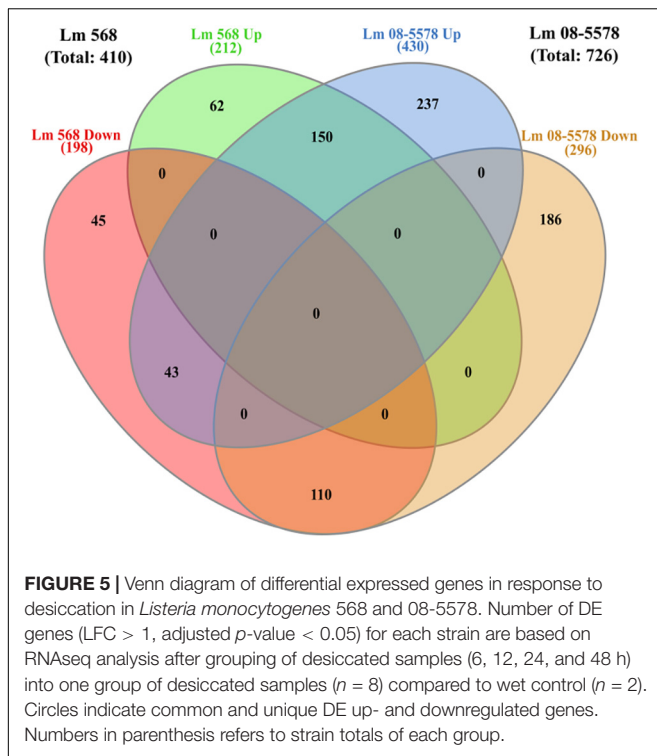 Lm 568
(Total: 410)
Lm 568 Up
(212)
Lm 08-5578 Up
(430)
Lm 08-5578
(Total: 726)
Lm 568 Down
(198)
Lm 08-5578 Down
(296)
62
150
237
0
0
45
0
0
186
0
43
0
0
0
110
FIGURE 5 | Venn diagram of differential expressed genes in response to
desiccation in Listeria monocytogenes 568 and 08-5578. Number of DE
genes (LFC > 1, adjusted p-value < 0.05) for each strain are based on
RNAseq analysis after grouping of desiccated samples (6, 12, 24, and 48 h)
into one group of desiccated samples (n = 8) compared to wet control (n = 2).
Circles indicate common and unique DE up- and downregulated genes.
Numbers in parenthesis refers to strain totals of each group.